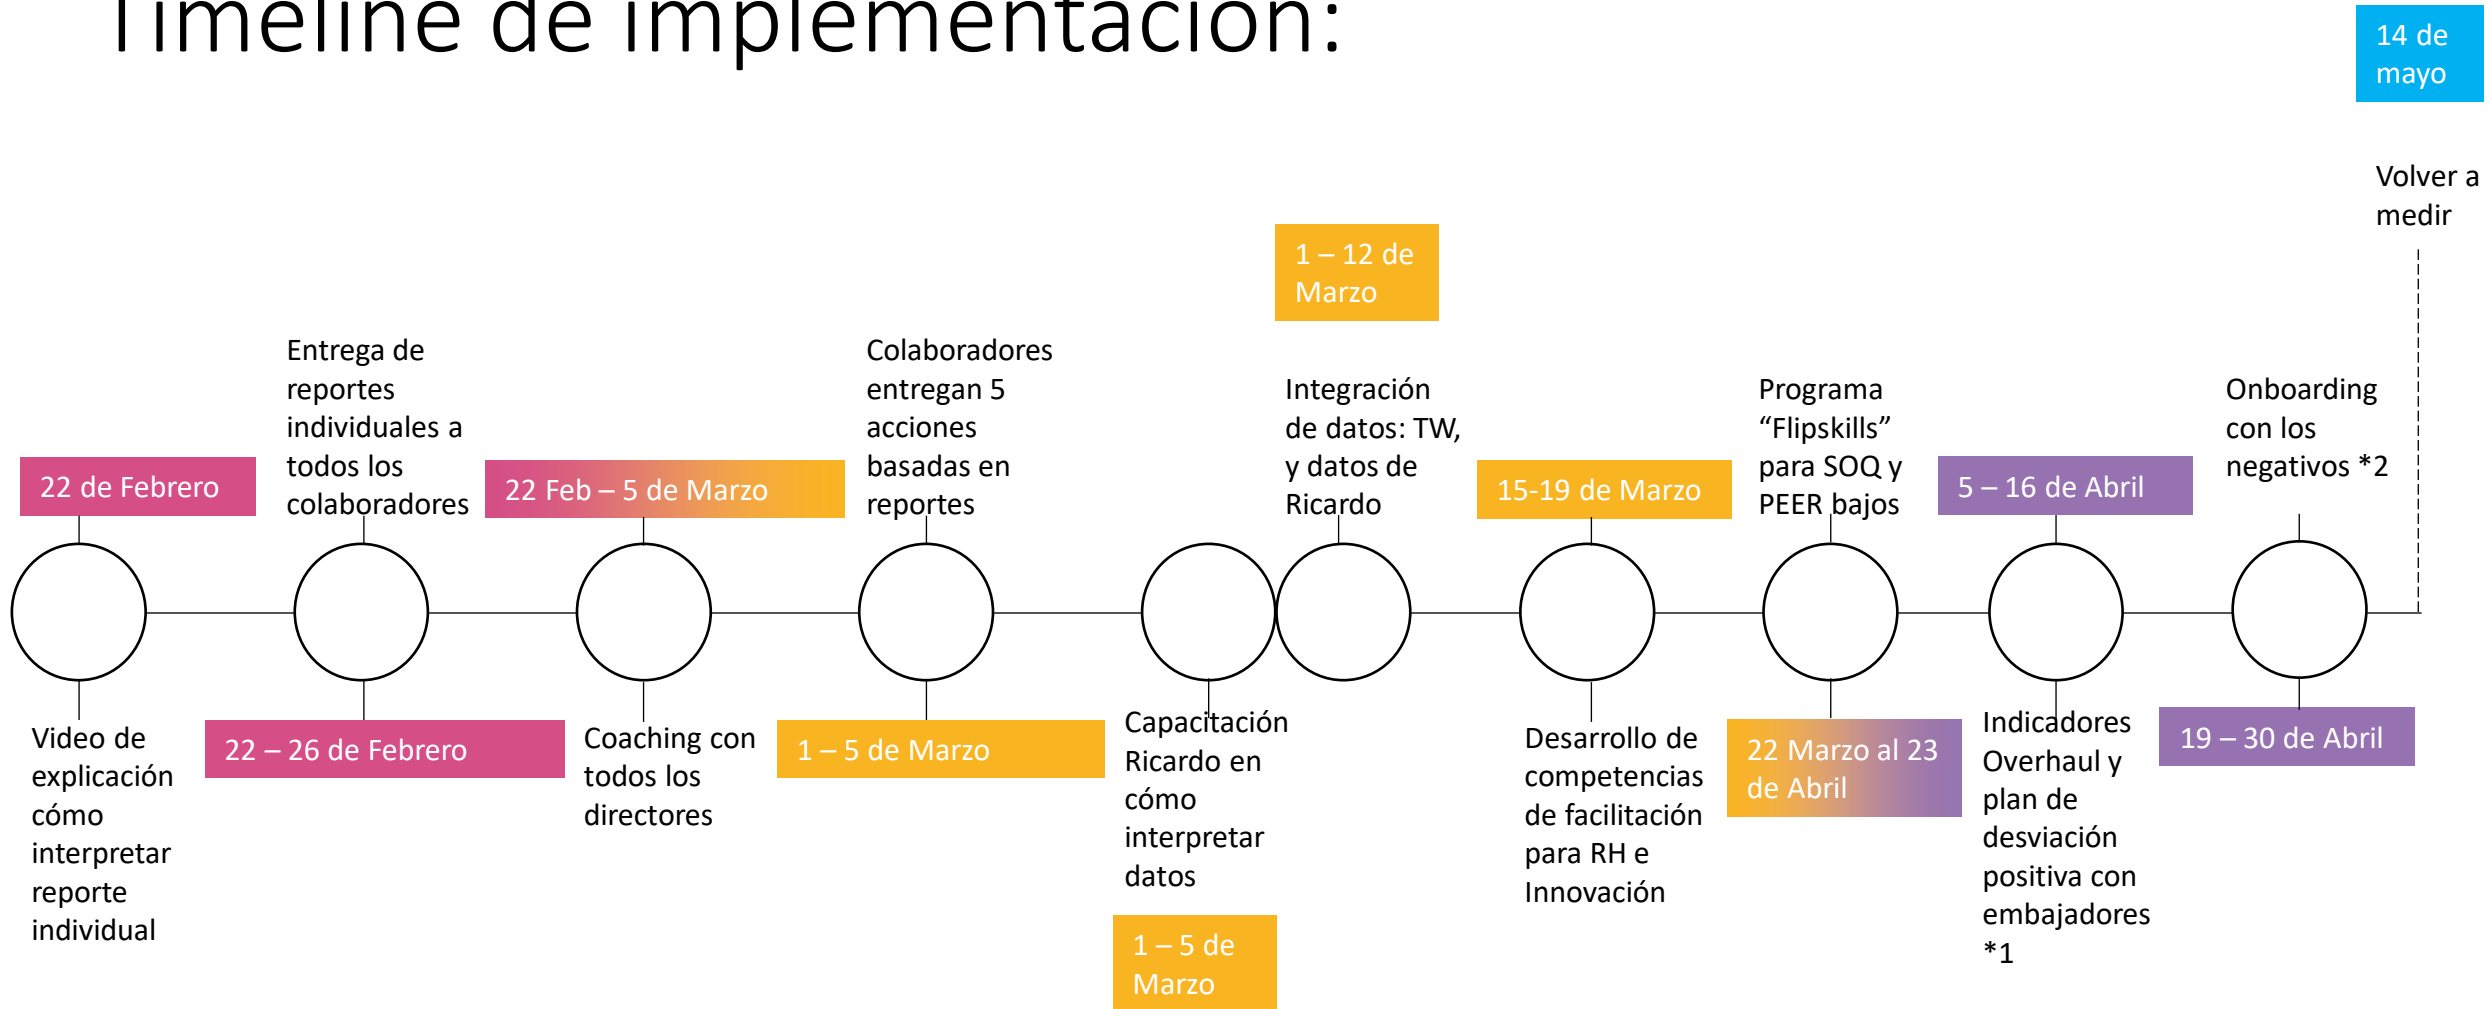 Timeline de implementación:
14 de
mayo
Volver a
medir
22 de Febrero
Video de
explicación
cómo
interpretar
reporte
individual
Entrega de
reportes
individuales a
todos los
colaboradores
22 – 26 de Febrero
22 Feb – 5 de Marzo
Coaching con
todos los
directores
Colaboradores
entregan 5
acciones
basadas en
reportes
1 – 5 de Marzo
Capacitación
Ricardo en
cómo
interpretar
datos
1 – 5 de
Marzo
1 – 12 de
Marzo
Integración
de datos: TW,
y datos de
Ricardo
15-19 de Marzo
Desarrollo de
competencias
de facilitación
para RH e
Innovación
Programa
“Flipskills”
para SOQ y
PEER bajos
22 Marzo al 23
de Abril
5 – 16 de Abril
Indicadores
Overhaul y
plan de
desviación
positiva con
embajadores
*1
Onboarding
con los
negativos *2
19 – 30 de Abril